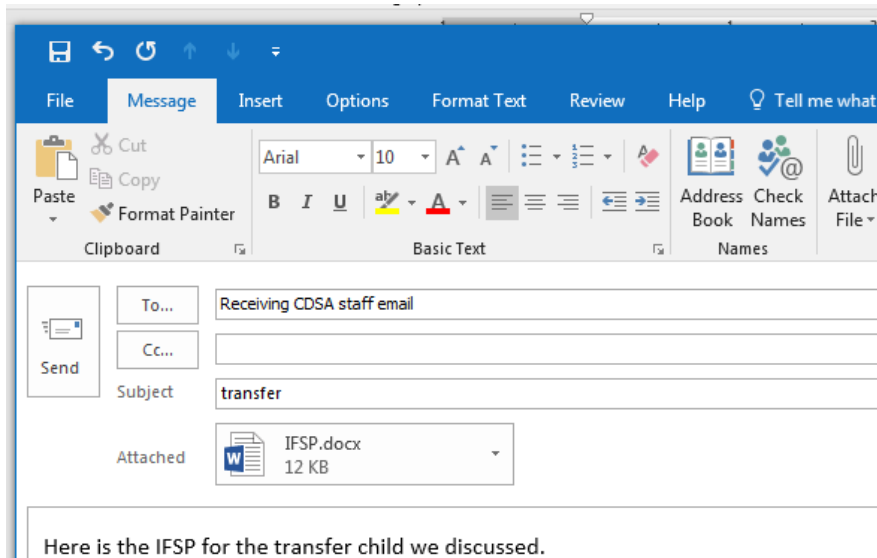 File Message Insert Options Format Text Review Help Tell me what
Cut
Copy
Paste
Format Painter
Clipboard
Arial 10
B I U
Basic Text
Address Book
Check Names
Names
Attach File
Send
To... Receiving CDSA staff email
Cc...
Subject transfer
Attached IFSP.docx
12 KB
Here is the IFSP for the transfer child we discussed.